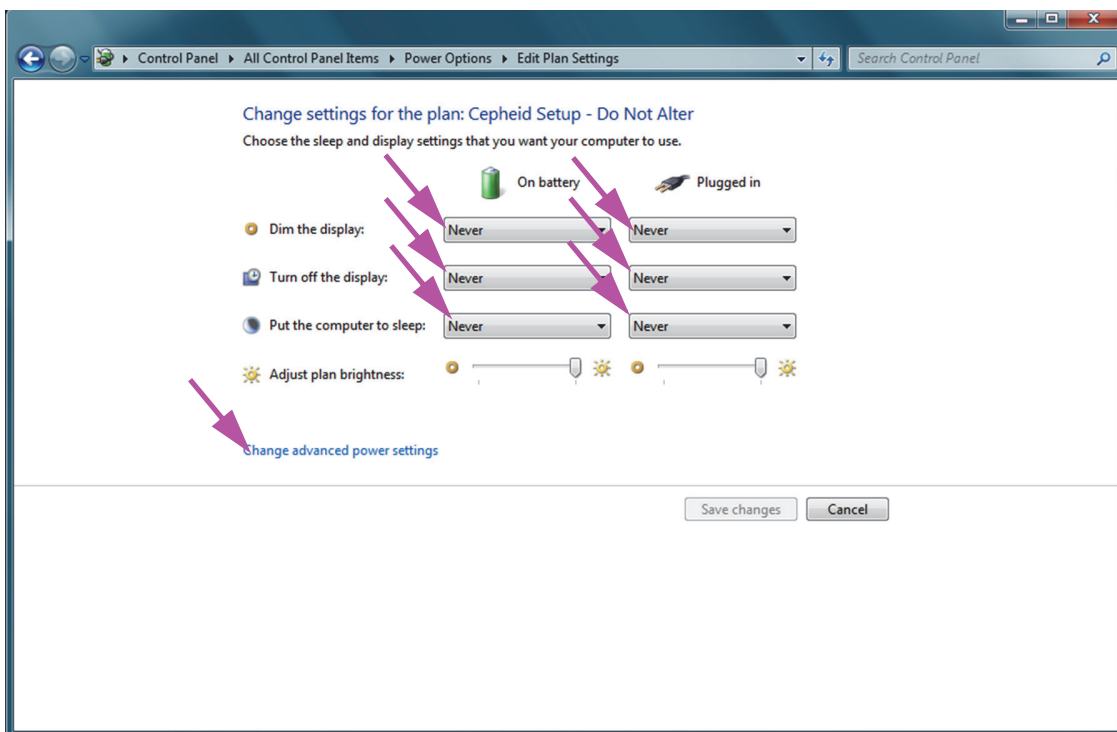 Control Panel ▸ All Control Panel Items ▸ Power Options ▸ Edit Plan Settings
Search Control Panel
Change settings for the plan: Cepheid Setup - Do Not Alter
Choose the sleep and display settings that you want your computer to use.
On battery Plugged in
Dim the display: Never Never
Turn off the display: Never Never
Put the computer to sleep: Never Never
Adjust plan brightness:
Change advanced power settings
Save changes Cancel